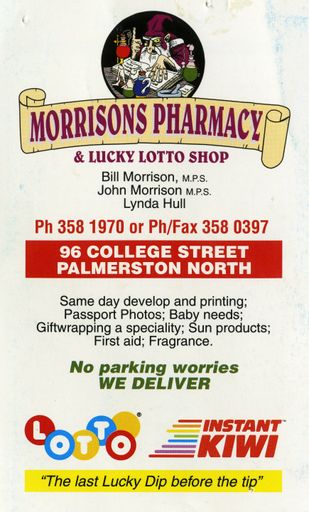 MORRISONS PHARMACY
& LUCKY LOTTO SHOP
Bill Morrison, M.P.S.
John Morrison M.P.S.
Lynda Hull
Ph 358 1970 or Ph/Fax 358 0397
96 COLLEGE STREET
PALMERSTON NORTH
Same day develop and printing;
Passport Photos; Baby needs;
Giftwrapping a speciality; Sun products;
First aid; Fragrance.
No parking worries
WE DELIVER
LOTTO®
INSTANT™
KIWI
"The last Lucky Dip before the tip"